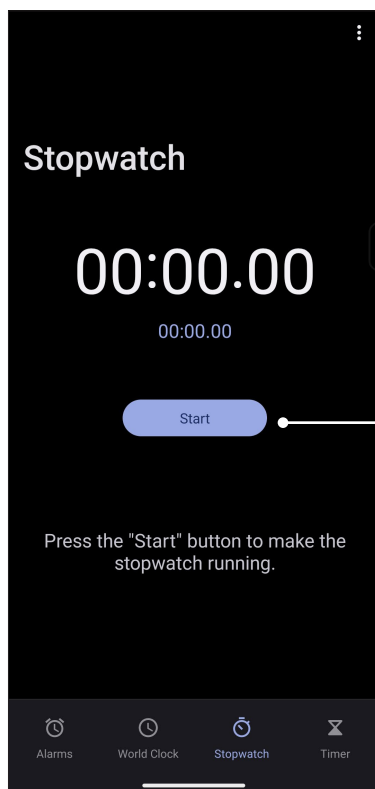 Stopwatch
00:00.00
00:00.00
Start
Press the "Start" button to make the
stopwatch running.
Alarms World Clock Stopwatch Timer